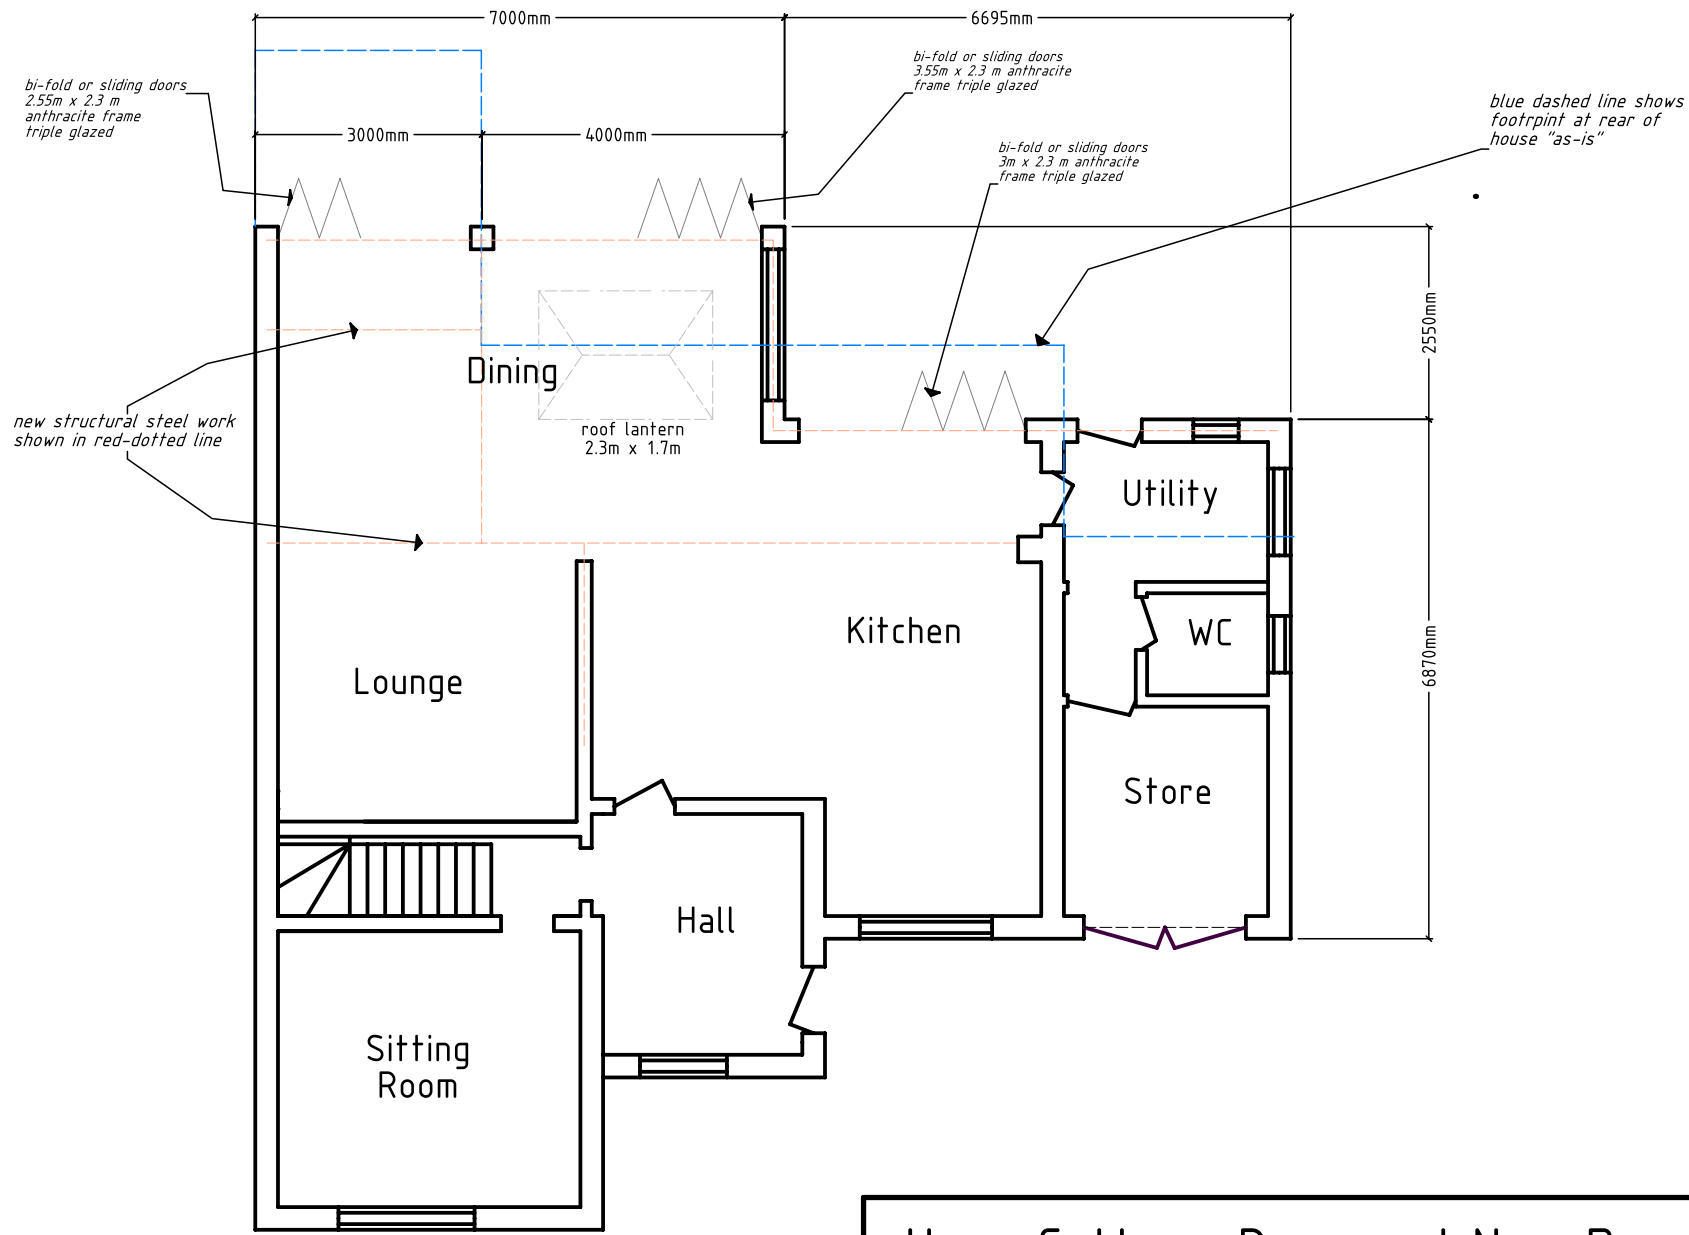 7000mm
6695mm
bi-fold or sliding doors
2.55m x 2.3 m
anthracite frame
triple glazed
bi-fold or sliding doors
3.55m x 2.3 m anthracite
frame triple glazed
blue dashed line shows
footrpint at rear of
house "as-is"
3000mm
4000mm
bi-fold or sliding doors
3m x 2.3 m anthracite
frame triple glazed
2550mm
Dining
new structural steel work
shown in red-dotted line
roof lantern
2.3m x 1.7m
Utility
Kitchen
WC
6870mm
Lounge
Store
Hall
Sitting
Room